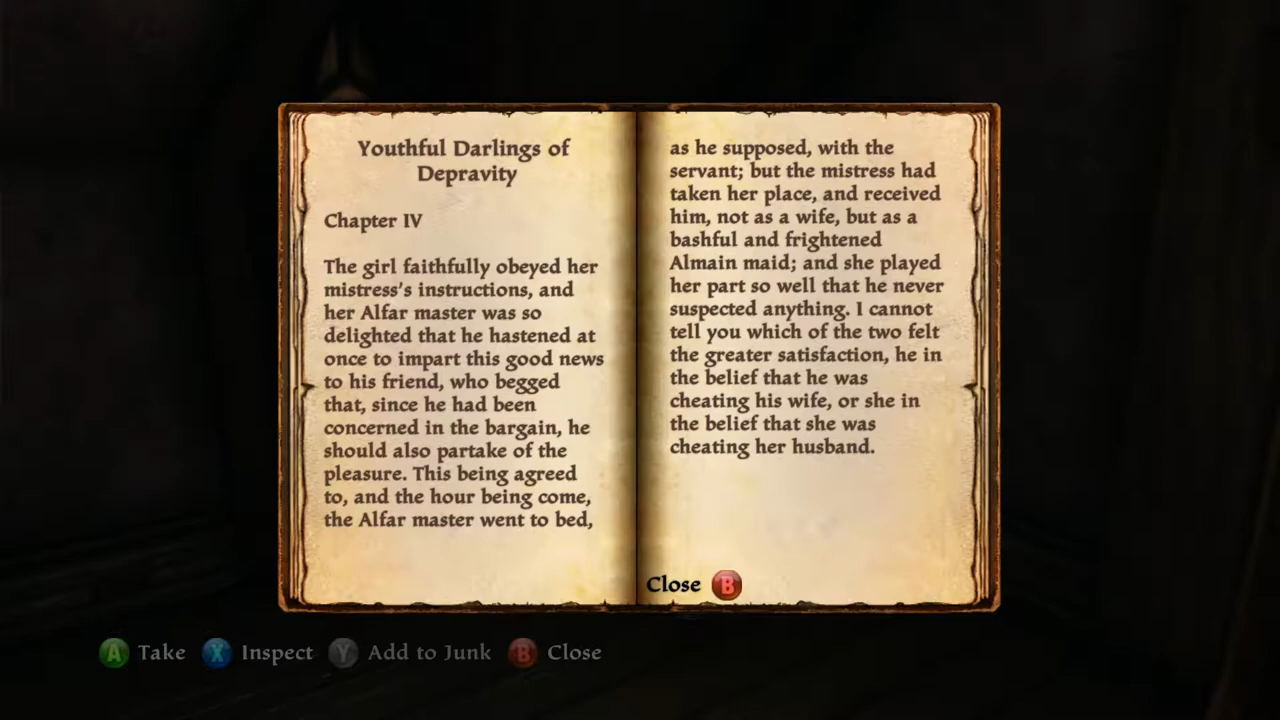 Youthful Darlings of
Depravity
Chapter IV
The girl faithfully obeyed her
mistress's instructions, and
her Alfar master was so
delighted that he hastened at
once to impart this good news
to his friend, who begged
that, since he had been
concerned in the bargain, he
should also partake of the
pleasure. This being agreed
to, and the hour being come,
the Alfar master went to bed,
as he supposed, with the
servant; but the mistress had
taken her place, and received
him, not as a wife, but as a
bashful and frightened
Almain maid; and she played
her part so well that he never
suspected anything. I cannot
tell you which of the two felt
the greater satisfaction, he in
the belief that he was
cheating his wife, or she in
the belief that she was
cheating her husband.
Close B
A Take X Inspect Y Add to Junk B Close